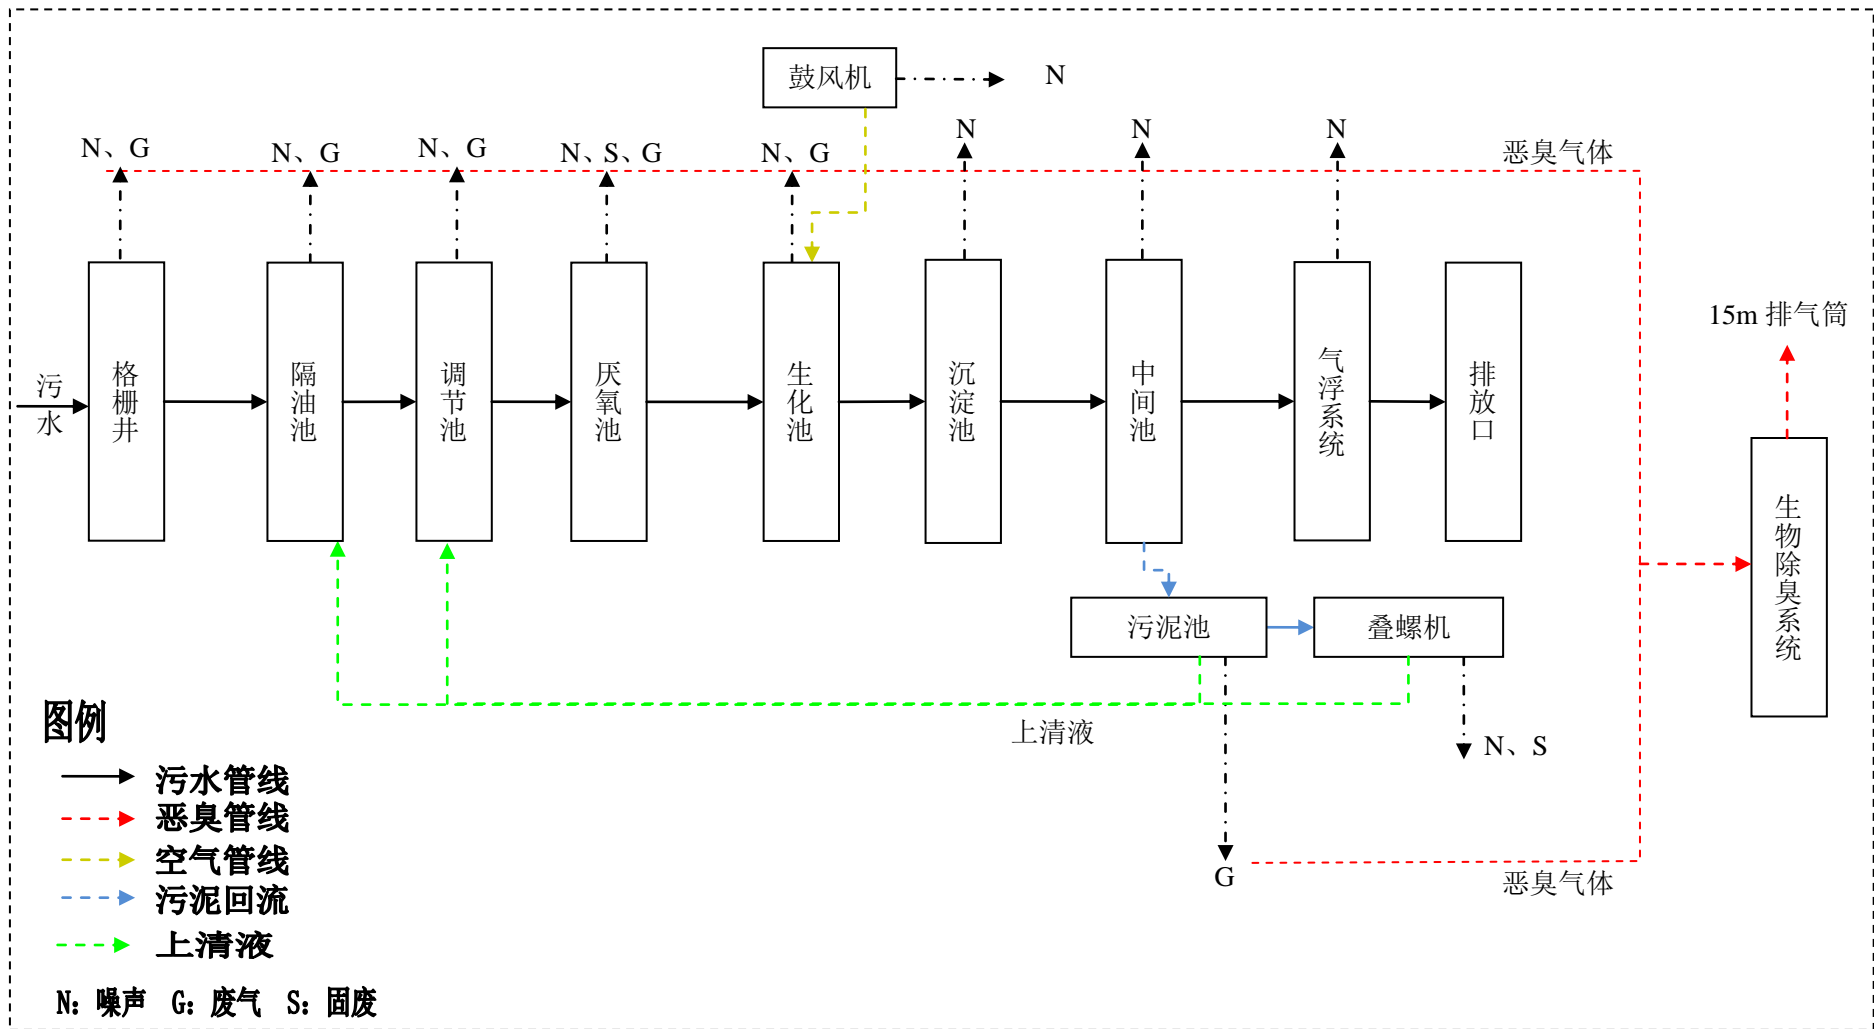 鼓风机
N
N、G
N、G
N、G
N、S、G
N、G
N
N
N
恶臭气体
15m 排气筒
污水
格栅井
隔油池
调节池
厌氧池
生化池
沉淀池
中间池
气浮系统
排放口
生物除臭系统
污泥池
叠螺机
上清液
N、S
G
恶臭气体
图例
污水管线
恶臭管线
空气管线
污泥回流
上清液
N: 噪声 G: 废气 S: 固废